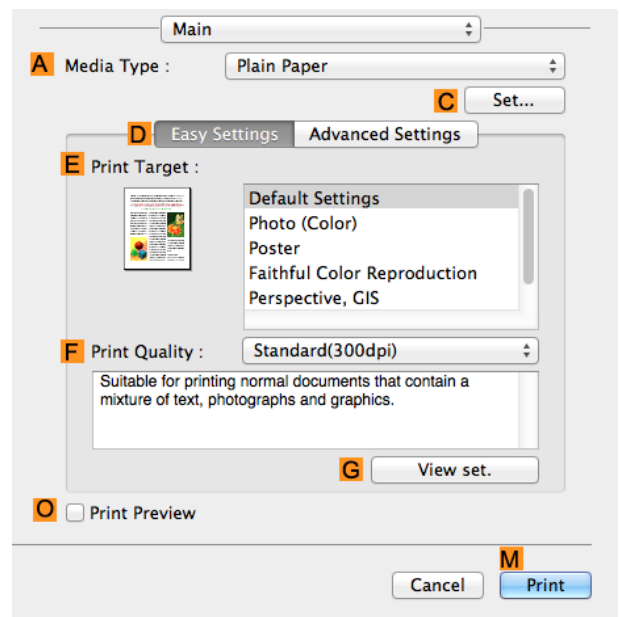 Main
A Media Type : Plain Paper
C Set...
D Easy Settings Advanced Settings
E Print Target :
Default Settings
Photo (Color)
Poster
Faithful Color Reproduction
Perspective, GIS
F Print Quality : Standard(300dpi)
Suitable for printing normal documents that contain a
mixture of text, photographs and graphics.
G View set.
O Print Preview
M
Cancel Print